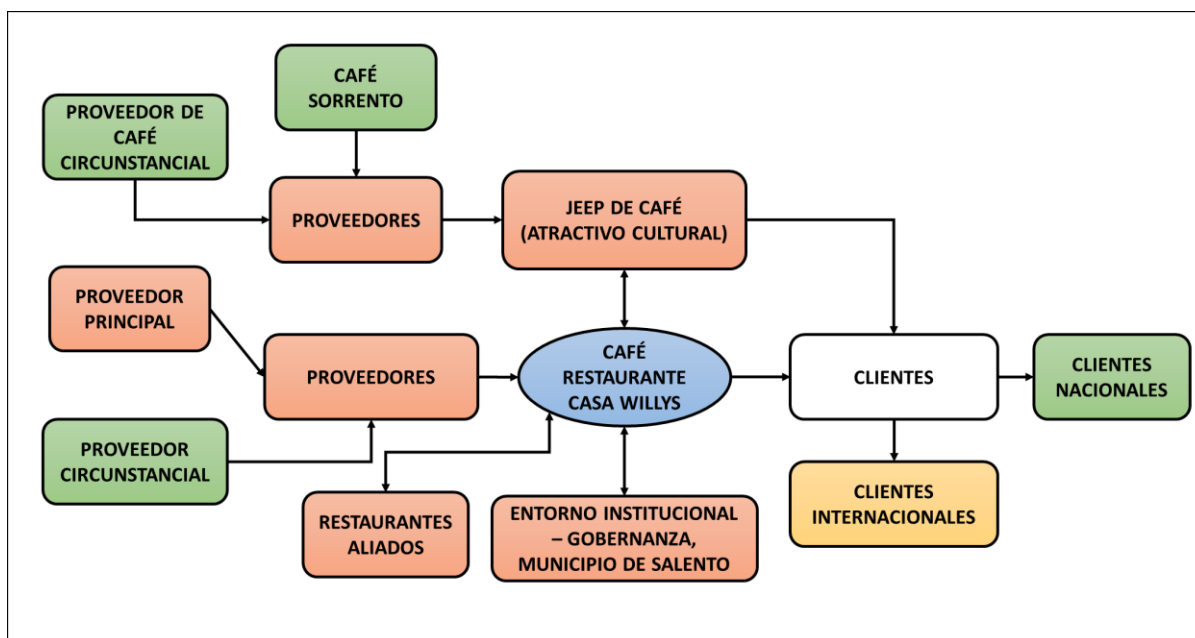 CAFÉ
SORRENTO
PROVEEDOR DE
CAFÉ
CIRCUNSTANCIAL
PROVEEDORES
JEEP DE CAFÉ
(ATRACTIVO CULTURAL)
PROVEEDOR
PRINCIPAL
PROVEEDORES
CAFÉ
RESTAURANTE
CASA WILLYS
CLIENTES
CLIENTES
NACIONALES
PROVEEDOR
CIRCUNSTANCIAL
RESTAURANTES
ALIADOS
ENTORNO INSTITUCIONAL
– GOBERNANZA,
MUNICIPIO DE SALENTO
CLIENTES
INTERNACIONALES